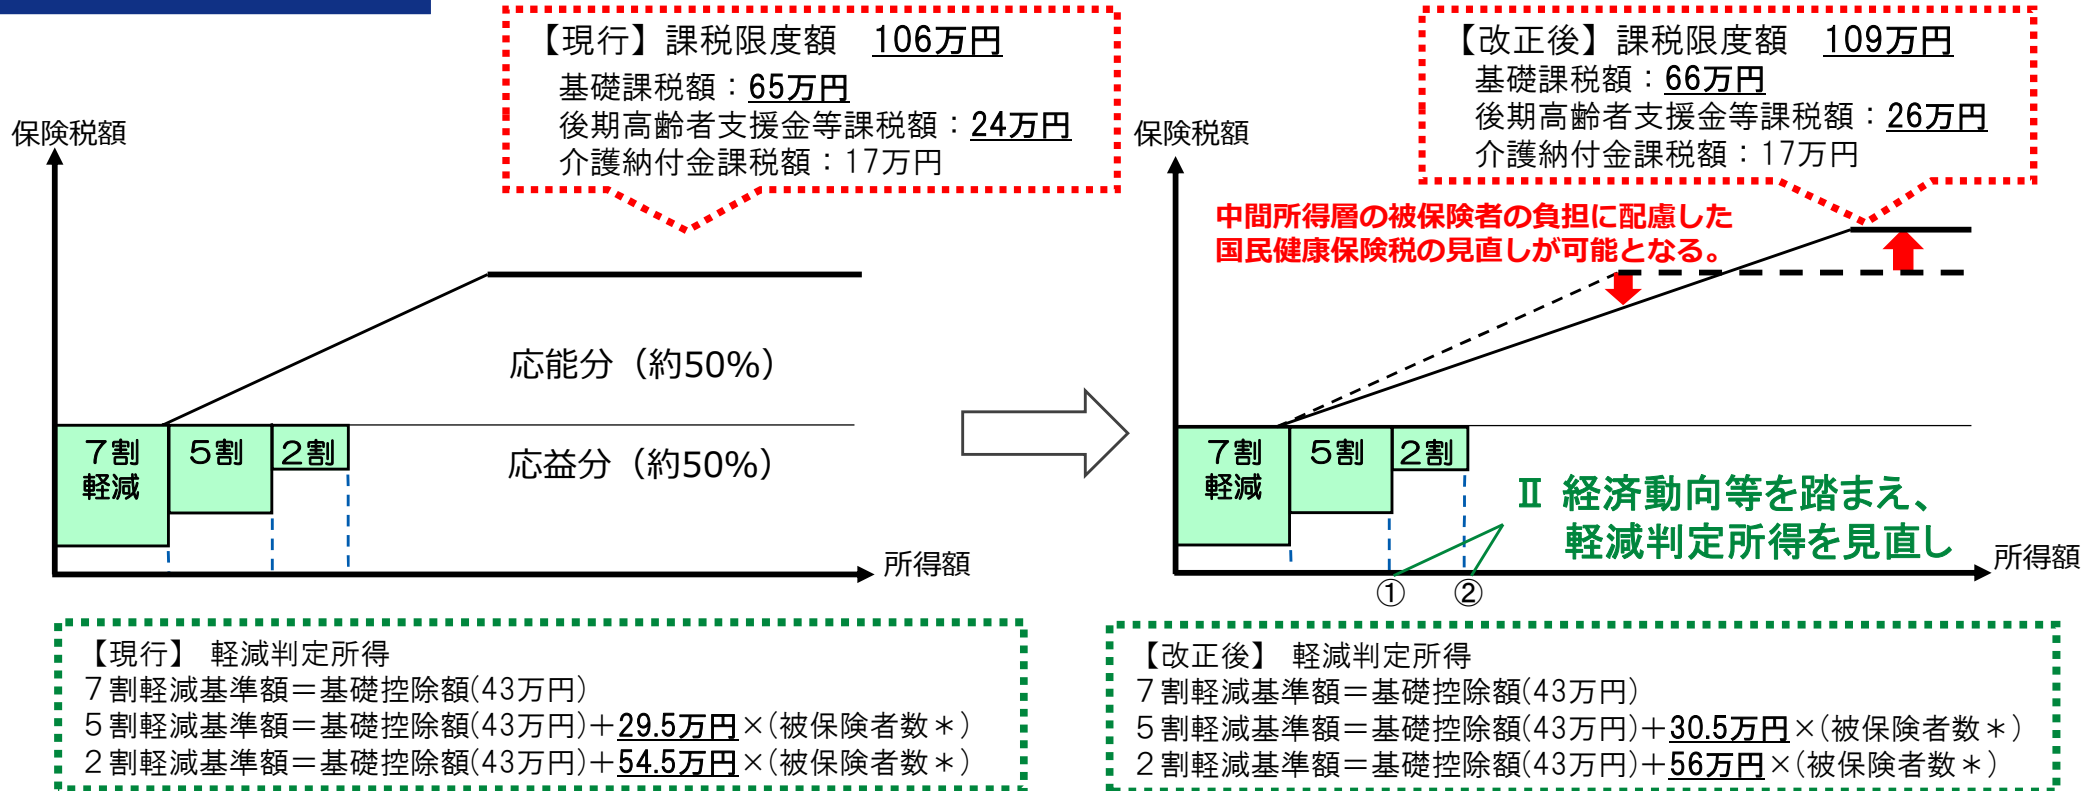 【現行】課税限度額　106万円
基礎課税額：65万円
後期高齢者支援金等課税額：24万円
介護納付金課税額：17万円
保険税額
応能分（約50%）
7割
軽減
5割
2割
応益分（約50%）
所得額
【現行】 軽減判定所得
７割軽減基準額＝基礎控除額(43万円)
５割軽減基準額＝基礎控除額(43万円)＋29.5万円×(被保険者数＊)
２割軽減基準額＝基礎控除額(43万円)＋54.5万円×(被保険者数＊)
【改正後】課税限度額　109万円
基礎課税額：66万円
後期高齢者支援金等課税額：26万円
介護納付金課税額：17万円
保険税額
中間所得層の被保険者の負担に配慮した
国民健康保険税の見直しが可能となる。
7割
軽減
5割
2割
Ⅱ 経済動向等を踏まえ、
軽減判定所得を見直し
所得額
① ②
【改正後】 軽減判定所得
７割軽減基準額＝基礎控除額(43万円)
５割軽減基準額＝基礎控除額(43万円)＋30.5万円×(被保険者数＊)
２割軽減基準額＝基礎控除額(43万円)＋56万円×(被保険者数＊)